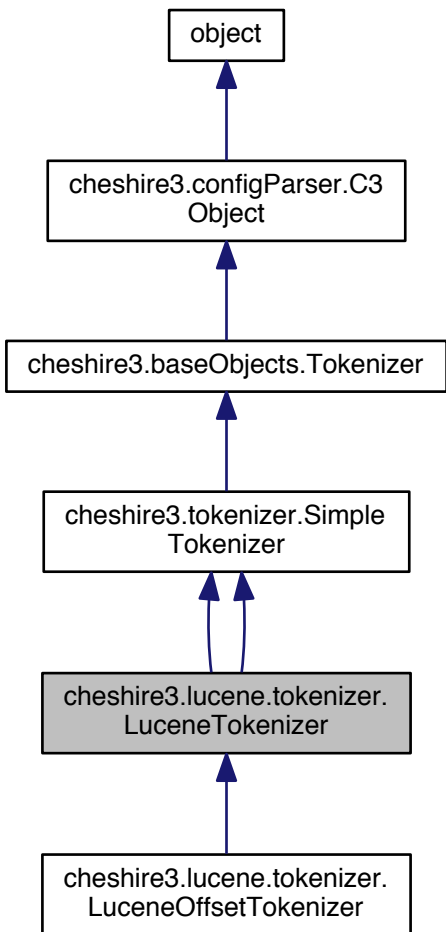 object
cheshire3.configParser.C3
Object
cheshire3.baseObjects.Tokenizer
cheshire3.tokenizer.Simple
Tokenizer
cheshire3.lucene.tokenizer.
LuceneTokenizer
cheshire3.lucene.tokenizer.
LuceneOffsetTokenizer